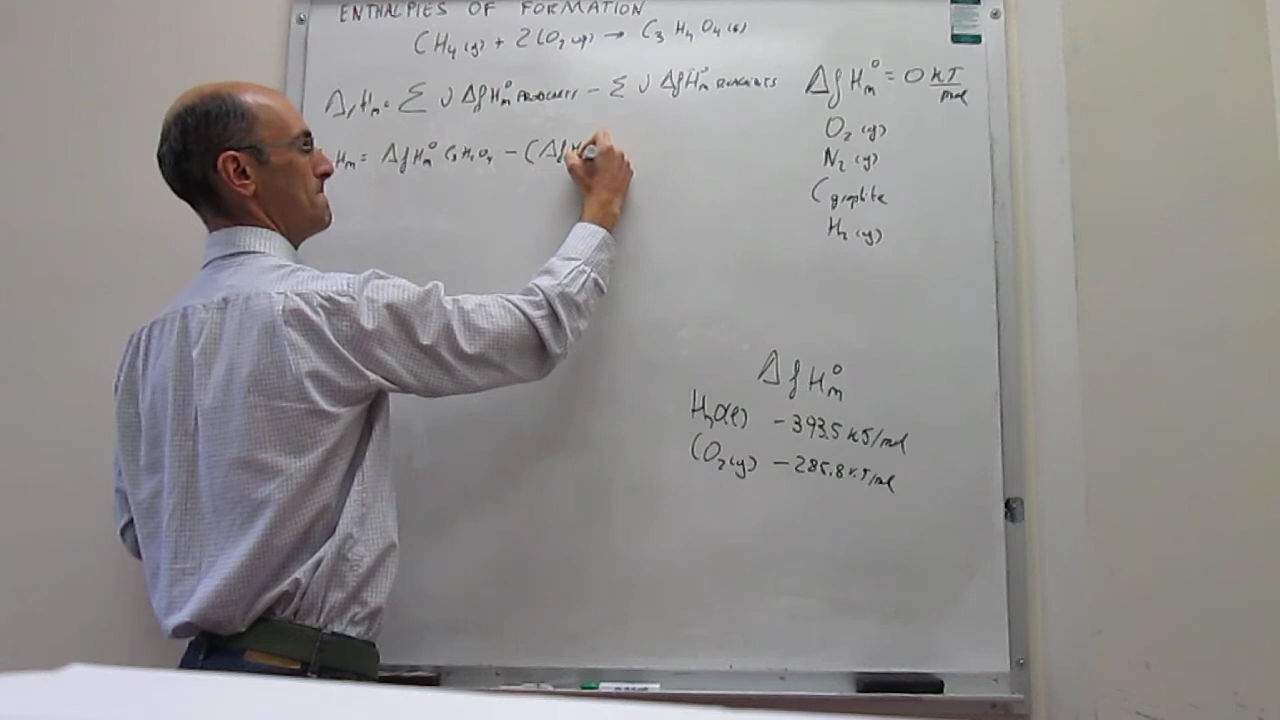 ENTHALPIES OF FORMATION
CH₄(g) + 2CO₂(g) → C₃H₄O₄(s)
ΔᵣHₘ = Σ ν ΔfHₘ° PRODUCTS − Σ ν ΔfHₘ° REACTANTS
Hₘ = ΔfHₘ° C₃H₄O₄ − (ΔfH
ΔfHₘ° = 0 kJ/mol
O₂(g)
N₂(g)
C graphite
H₂(g)
ΔfHₘ°
H₂O(l) −393.5 kJ/mol
CO₂(g) −285.8 kJ/mol